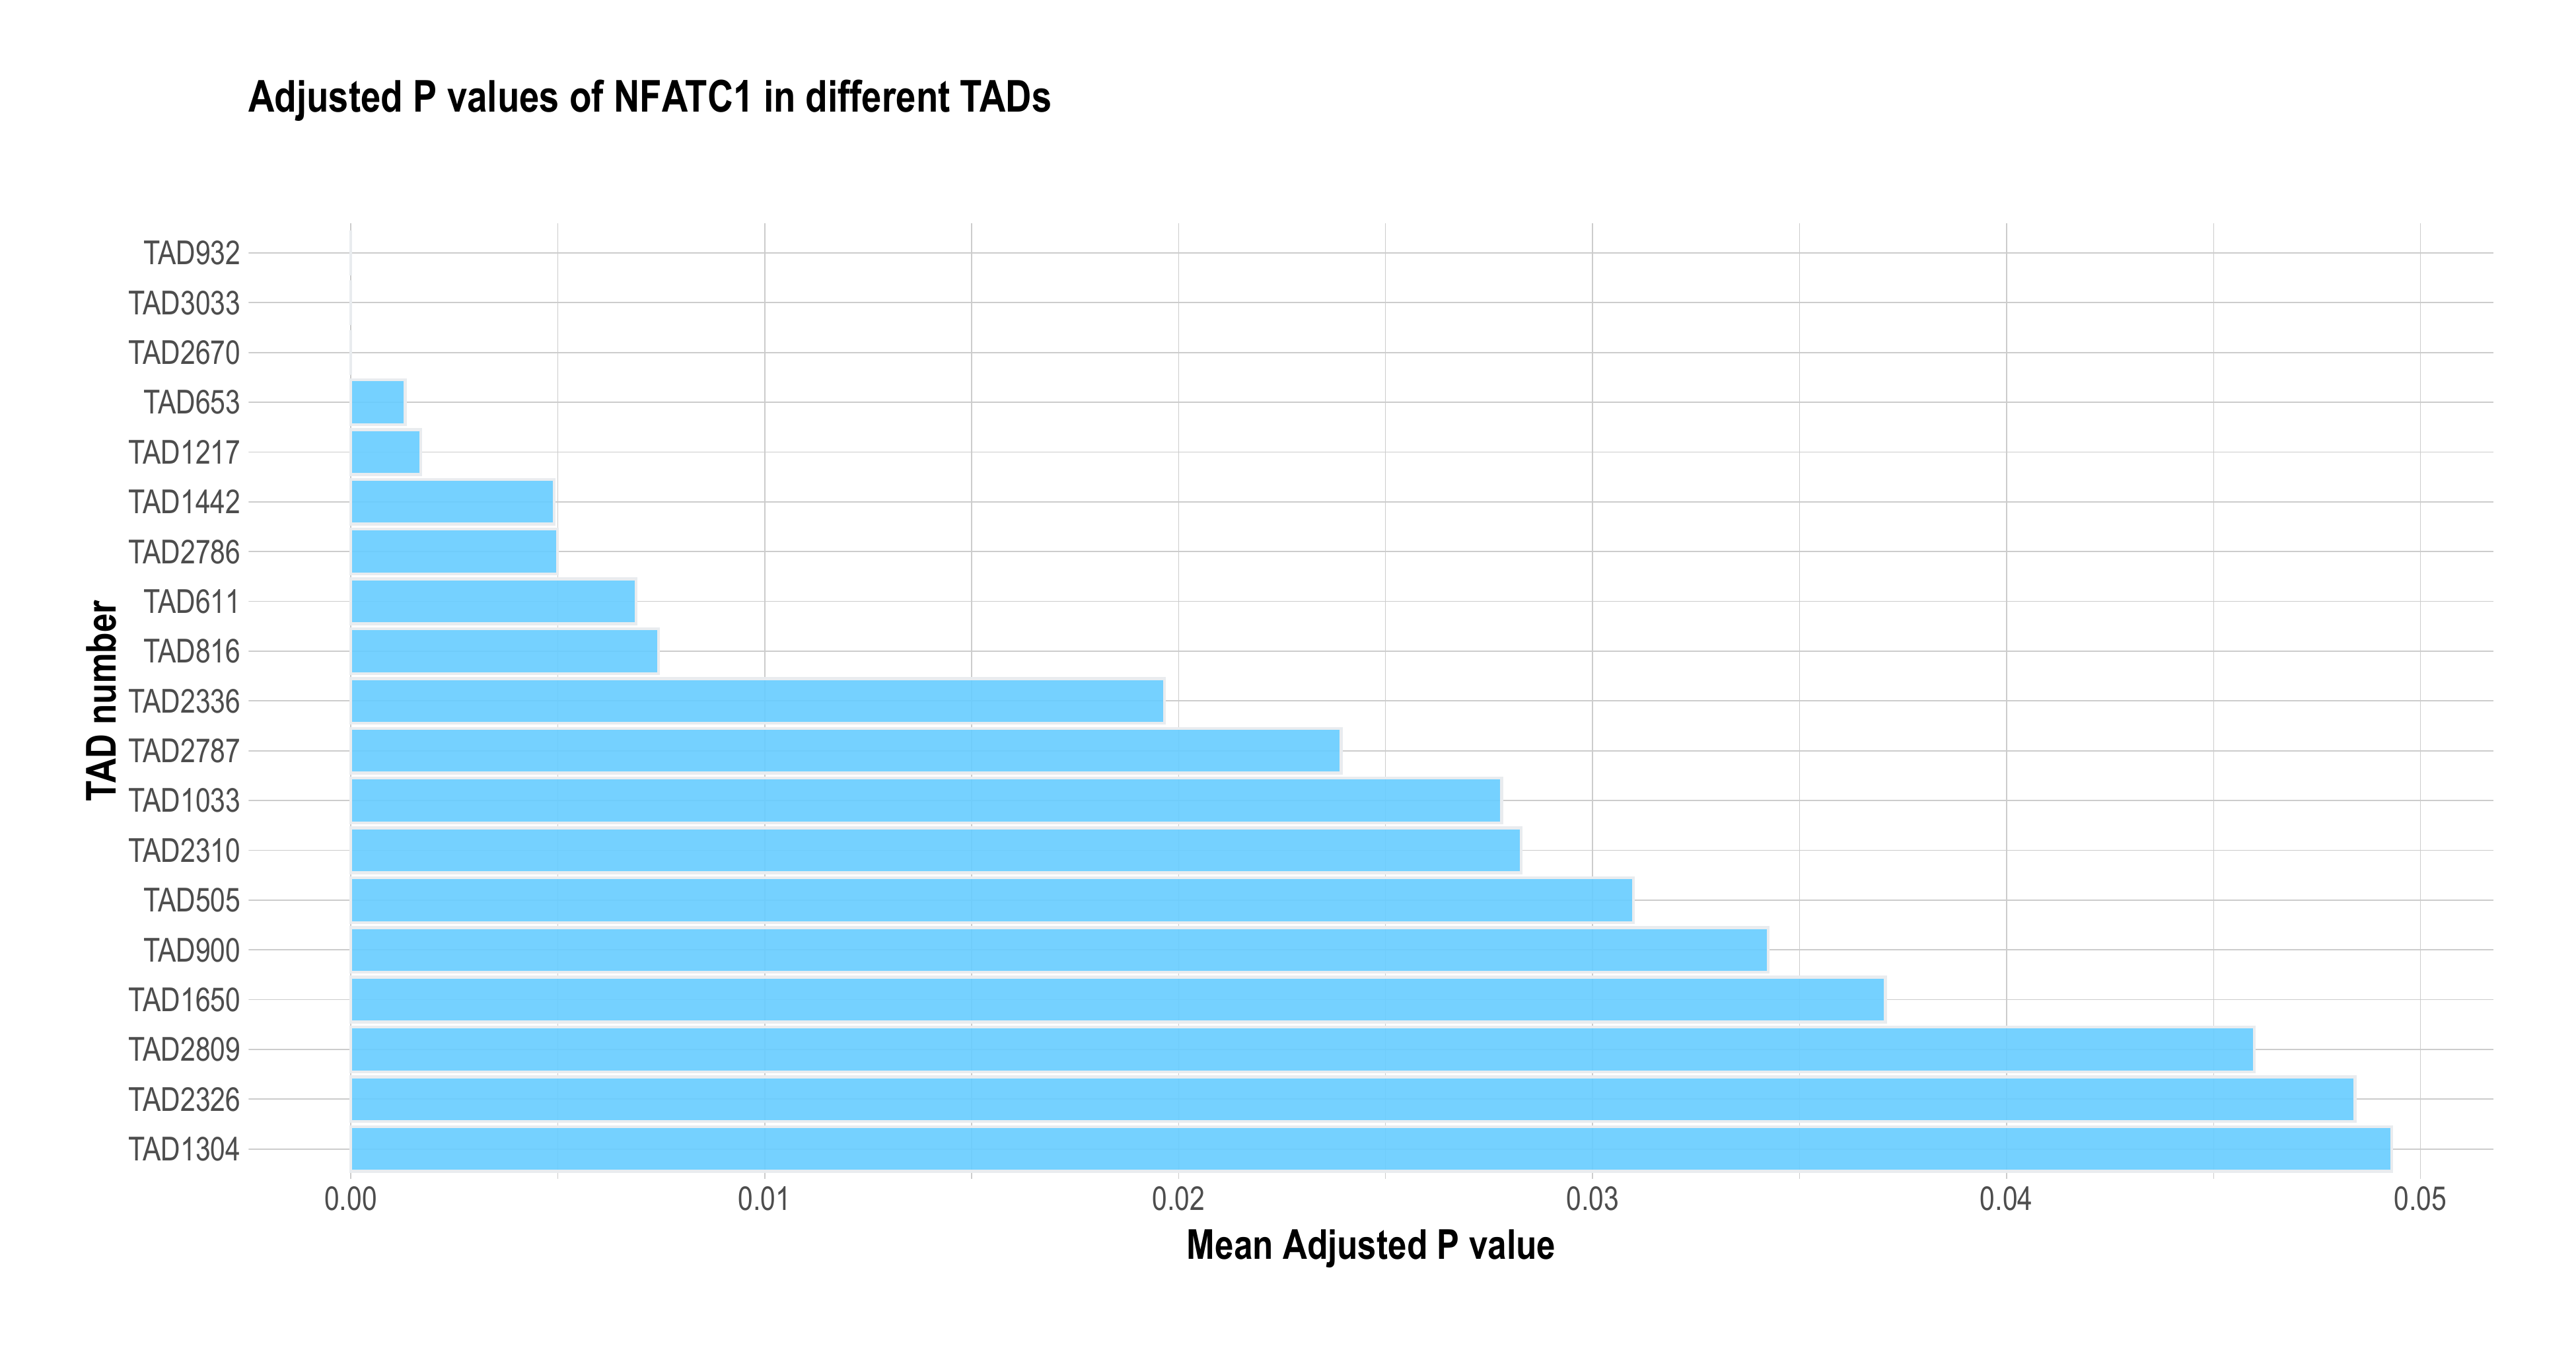 Adjusted P values of NFATC1 in different TADs
TAD number
TAD932
TAD3033
TAD2670
TAD653
TAD1217
TAD1442
TAD2786
TAD611
TAD816
TAD2336
TAD2787
TAD1033
TAD2310
TAD505
TAD900
TAD1650
TAD2809
TAD2326
TAD1304
0.00 0.01 0.02 0.03 0.04 0.05
Mean Adjusted P value